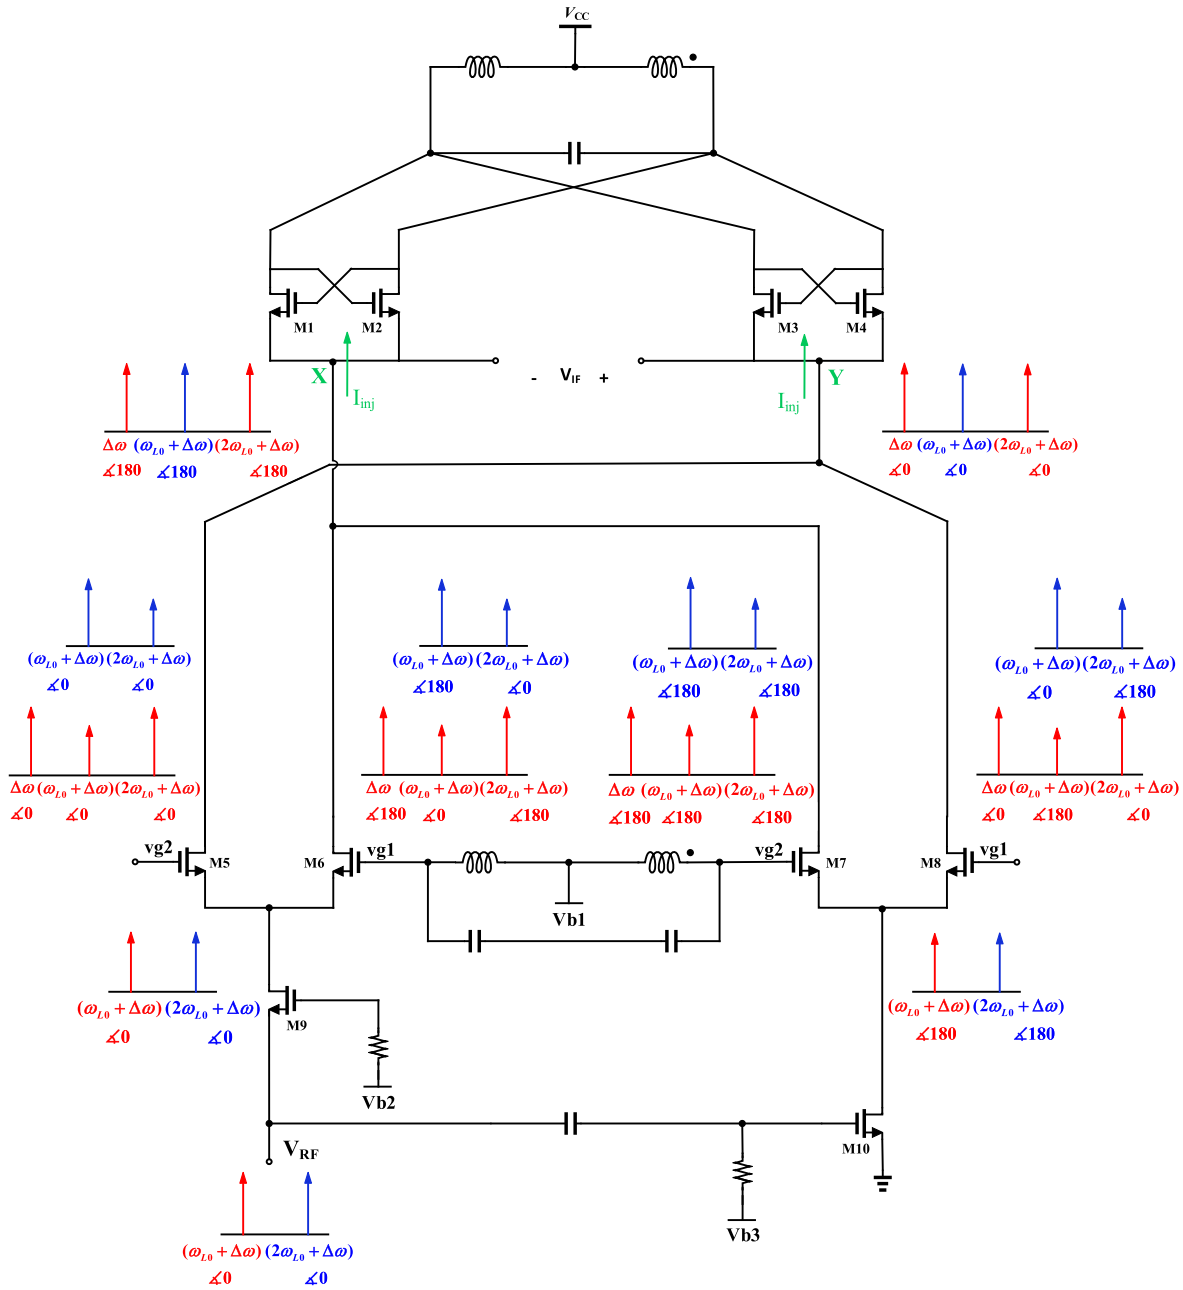 V_CC
M1 M2 M3 M4
X I_inj - V_IF + I_inj Y
Δω (ω_L0 + Δω) (2ω_L0 + Δω) Δω (ω_L0 + Δω) (2ω_L0 + Δω)
∡180 ∡180 ∡180 ∡0 ∡0 ∡0
(ω_L0 + Δω) (2ω_L0 + Δω) (ω_L0 + Δω) (2ω_L0 + Δω) (ω_L0 + Δω) (2ω_L0 + Δω) (ω_L0 + Δω) (2ω_L0 + Δω)
∡0 ∡0 ∡180 ∡0 ∡180 ∡180 ∡0 ∡180
Δω (ω_L0 + Δω) (2ω_L0 + Δω) Δω (ω_L0 + Δω) (2ω_L0 + Δω) Δω (ω_L0 + Δω) (2ω_L0 + Δω) Δω (ω_L0 + Δω) (2ω_L0 + Δω)
∡0 ∡0 ∡0 ∡180 ∡0 ∡180 ∡180 ∡180 ∡180 ∡0 ∡180 ∡0
vg2 M5 M6 vg1 vg2 M7 M8 vg1
Vb1
(ω_L0 + Δω) (2ω_L0 + Δω) (ω_L0 + Δω) (2ω_L0 + Δω)
∡0 ∡0 ∡180 ∡180
M9
Vb2
V_RF M10
Vb3
(ω_L0 + Δω) (2ω_L0 + Δω)
∡0 ∡0